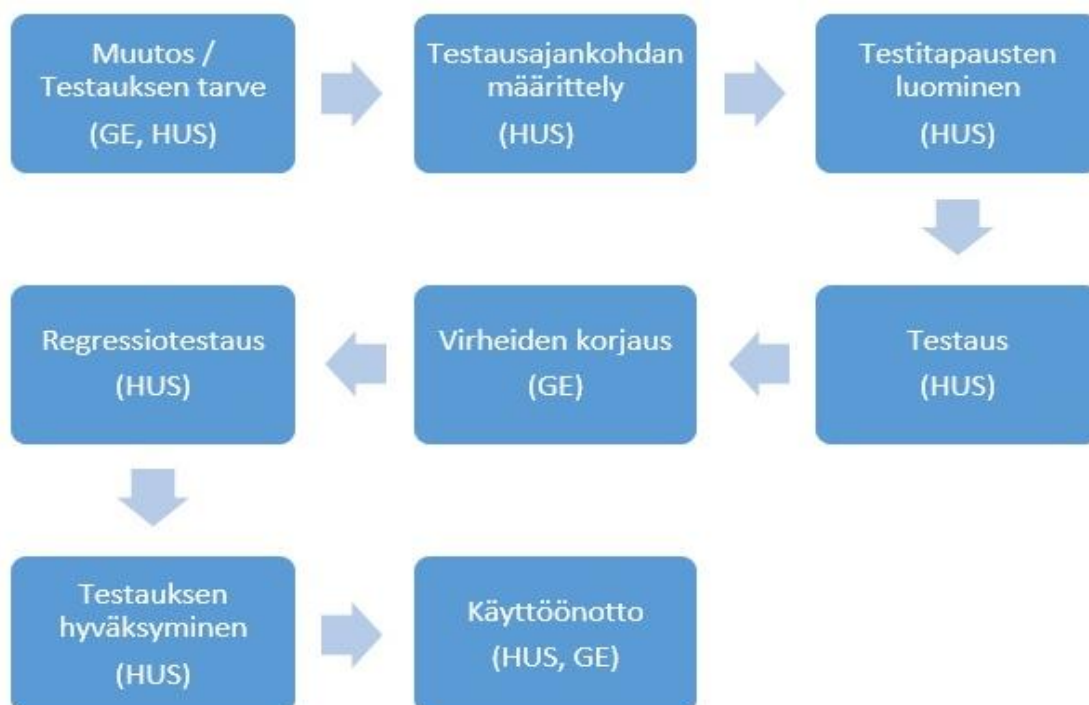 Muutos /
Testauksen tarve
(GE, HUS)
Testausajankohdan
määrittely
(HUS)
Testitapausten
luominen
(HUS)
Testaus
(HUS)
Virheiden korjaus
(GE)
Regressiotestaus
(HUS)
Testauksen
hyväksyminen
(HUS)
Käyttöönotto
(HUS, GE)